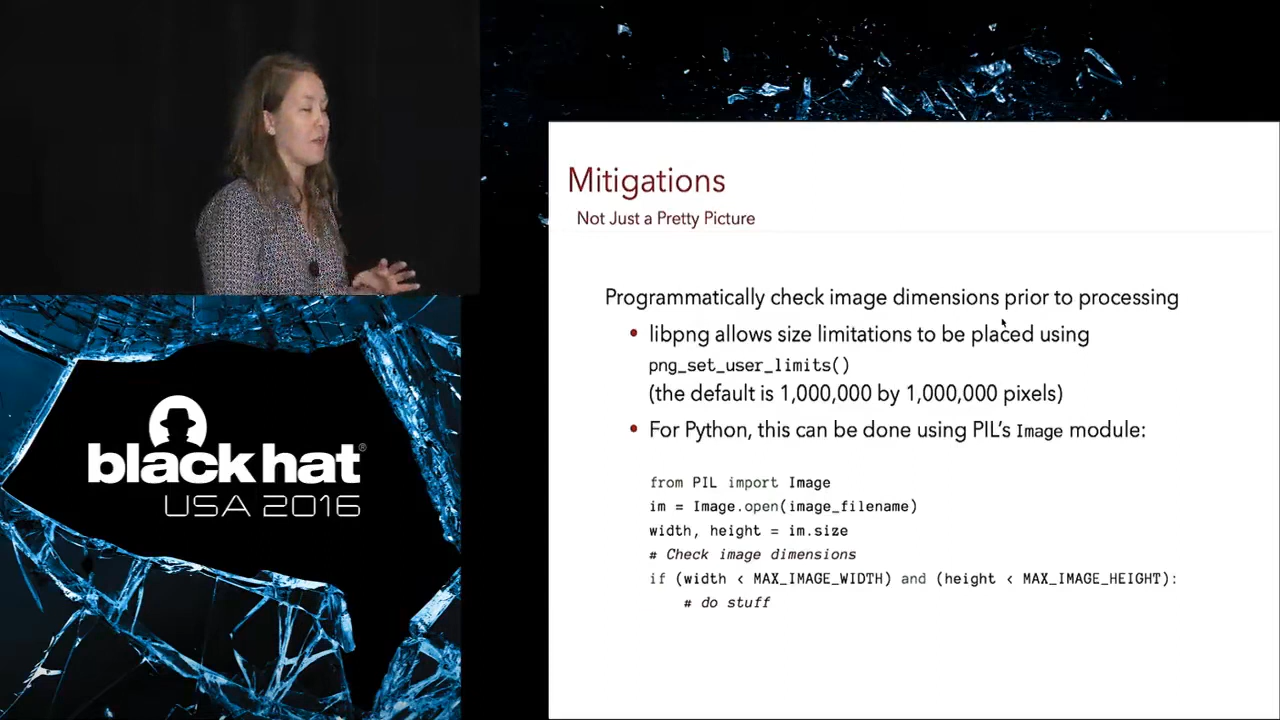 Mitigations
Not Just a Pretty Picture
Programmatically check image dimensions prior to processing
• libpng allows size limitations to be placed using
png_set_user_limits()
(the default is 1,000,000 by 1,000,000 pixels)
• For Python, this can be done using PIL’s Image module:
from PIL import Image
im = Image.open(image_filename)
width, height = im.size
# Check image dimensions
if (width < MAX_IMAGE_WIDTH) and (height < MAX_IMAGE_HEIGHT):
# do stuff
black hat®
USA 2016